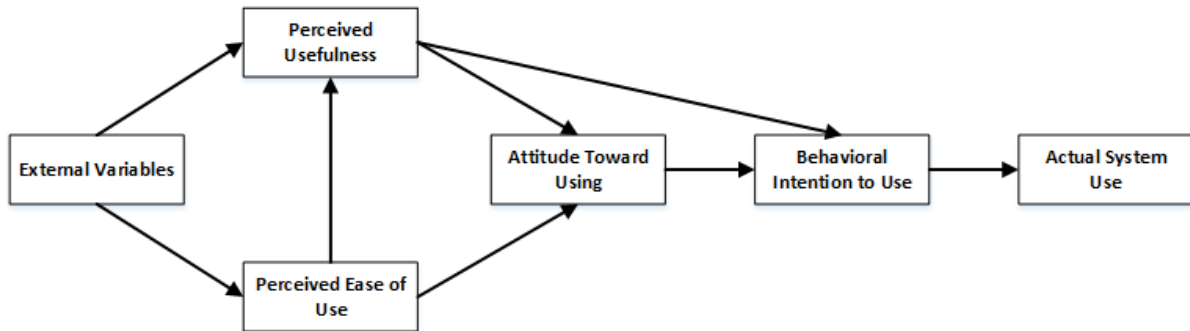 Perceived
Usefulness
External Variables
Attitude Toward
Using
Behavioral
Intention to Use
Actual System
Use
Perceived Ease of
Use